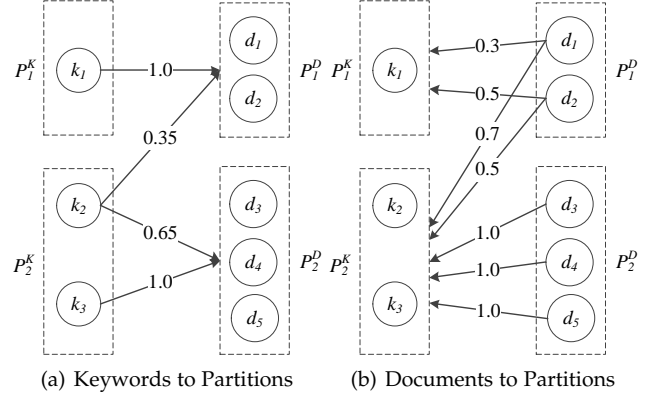 P_1^K k_1 1.0 d_1 d_2 P_1^D
0.35
P_2^K k_2 0.65 k_3 1.0 d_3 d_4 d_5 P_2^D
(a) Keywords to Partitions
P_1^K k_1 0.3 0.5 d_1 d_2 P_1^D
0.7
0.5
P_2^K k_2 k_3 1.0 1.0 1.0 d_3 d_4 d_5 P_2^D
(b) Documents to Partitions